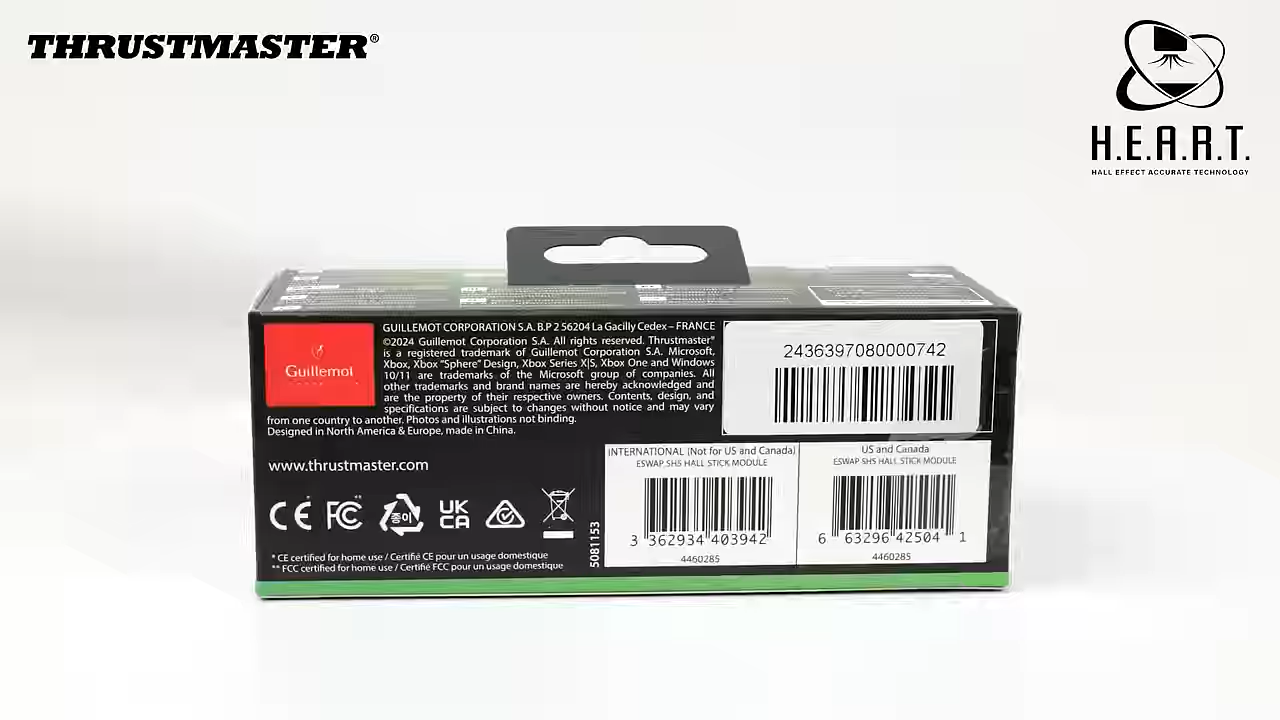 THRUSTMASTER®
H.E.A.R.T.
HALL EFFECT ACCURATE TECHNOLOGY
Guillemot
GUILLEMOT CORPORATION S.A. B.P 2 56204 La Gacilly Cedex – FRANCE
©2024 Guillemot Corporation S.A. All rights reserved. Thrustmaster®
is a registered trademark of Guillemot Corporation S.A. Microsoft,
Xbox, Xbox "Sphere" Design, Xbox Series X|S, Xbox One and Windows
10/11 are trademarks of the Microsoft group of companies. All
other trademarks and brand names are hereby acknowledged and
are the property of their respective owners. Contents, design, and
specifications are subject to changes without notice and may vary
from one country to another. Photos and illustrations not binding.
Designed in North America & Europe, made in China.
2436397080000742
www.thrustmaster.com
CE* FC**
종이
UK
CA
* CE certified for home use / Certifié CE pour un usage domestique
** FCC certified for home use / Certifié FCC pour un usage domestique
5081153
INTERNATIONAL (Not for US and Canada)
ESWAP SH5 HALL STICK MODULE
3 362934 403942
4460285
US and Canada
ESWAP SH5 HALL STICK MODULE
6 63296 42504 1
4460285